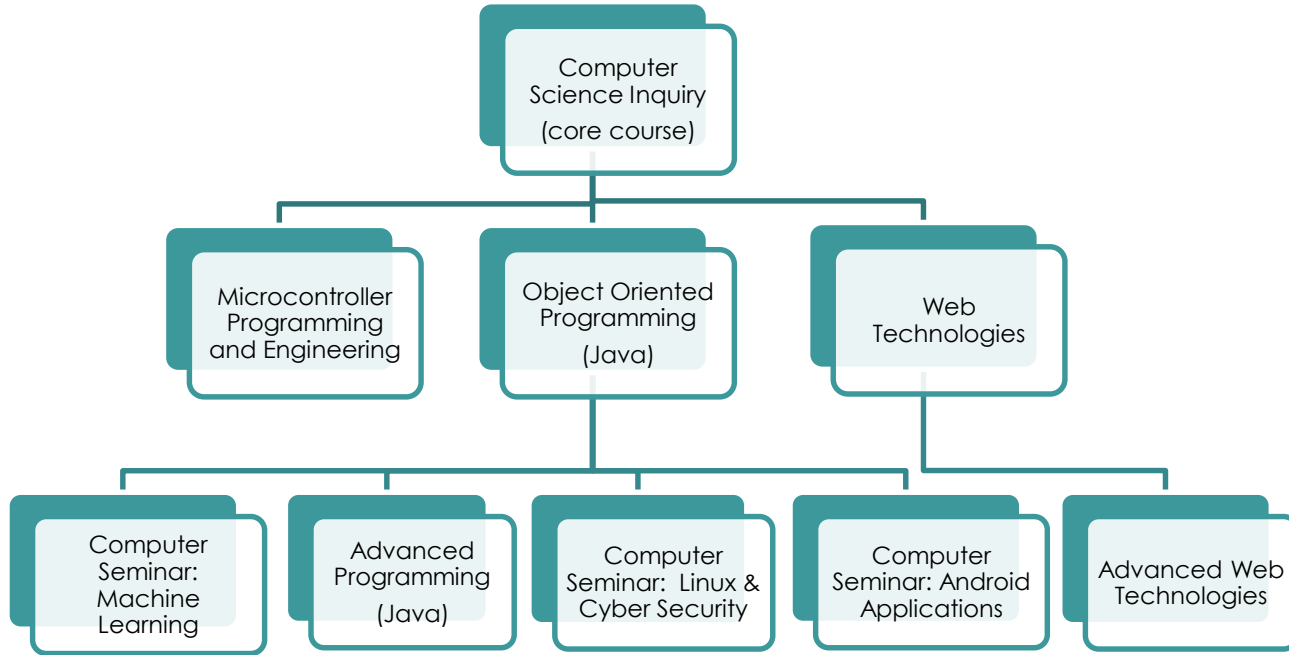 Computer
Science Inquiry
(core course)
Microcontroller
Programming
and Engineering
Object Oriented
Programming
(Java)
Web
Technologies
Computer
Seminar:
Machine
Learning
Advanced
Programming
(Java)
Computer
Seminar:  Linux &
Cyber Security
Computer
Seminar: Android
Applications
Advanced Web
Technologies